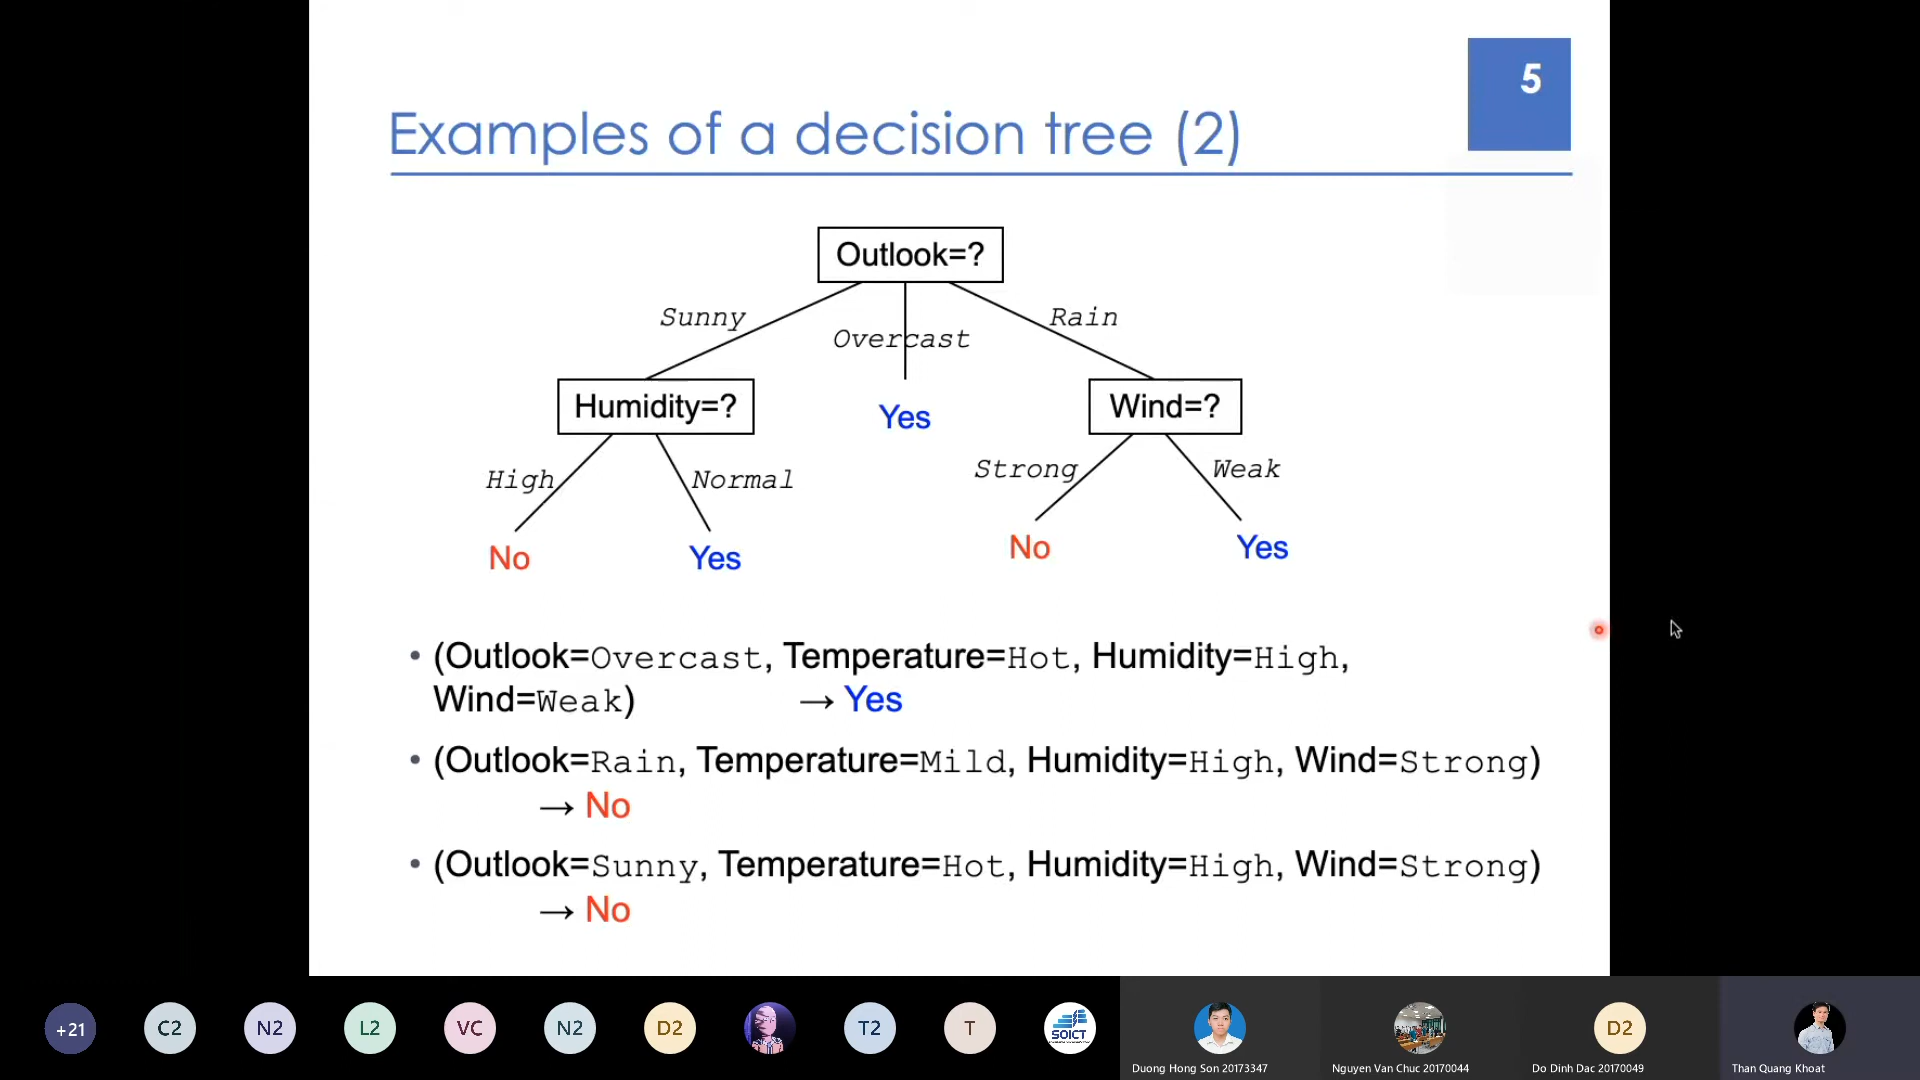 5
Examples of a decision tree (2)
Outlook=?
Sunny
Overcast
Rain
Humidity=?
Yes
Wind=?
High
Normal
Strong
Weak
No
Yes
No
Yes
• (Outlook=Overcast, Temperature=Hot, Humidity=High,
Wind=Weak) → Yes
• (Outlook=Rain, Temperature=Mild, Humidity=High, Wind=Strong)
→ No
• (Outlook=Sunny, Temperature=Hot, Humidity=High, Wind=Strong)
→ No
+21
C2
N2
L2
VC
N2
D2
T2
T
SOICT
D2
Duong Hong Son 20173347
Nguyen Van Chuc 20170044
Do Dinh Dac 20170049
Than Quang Khoat